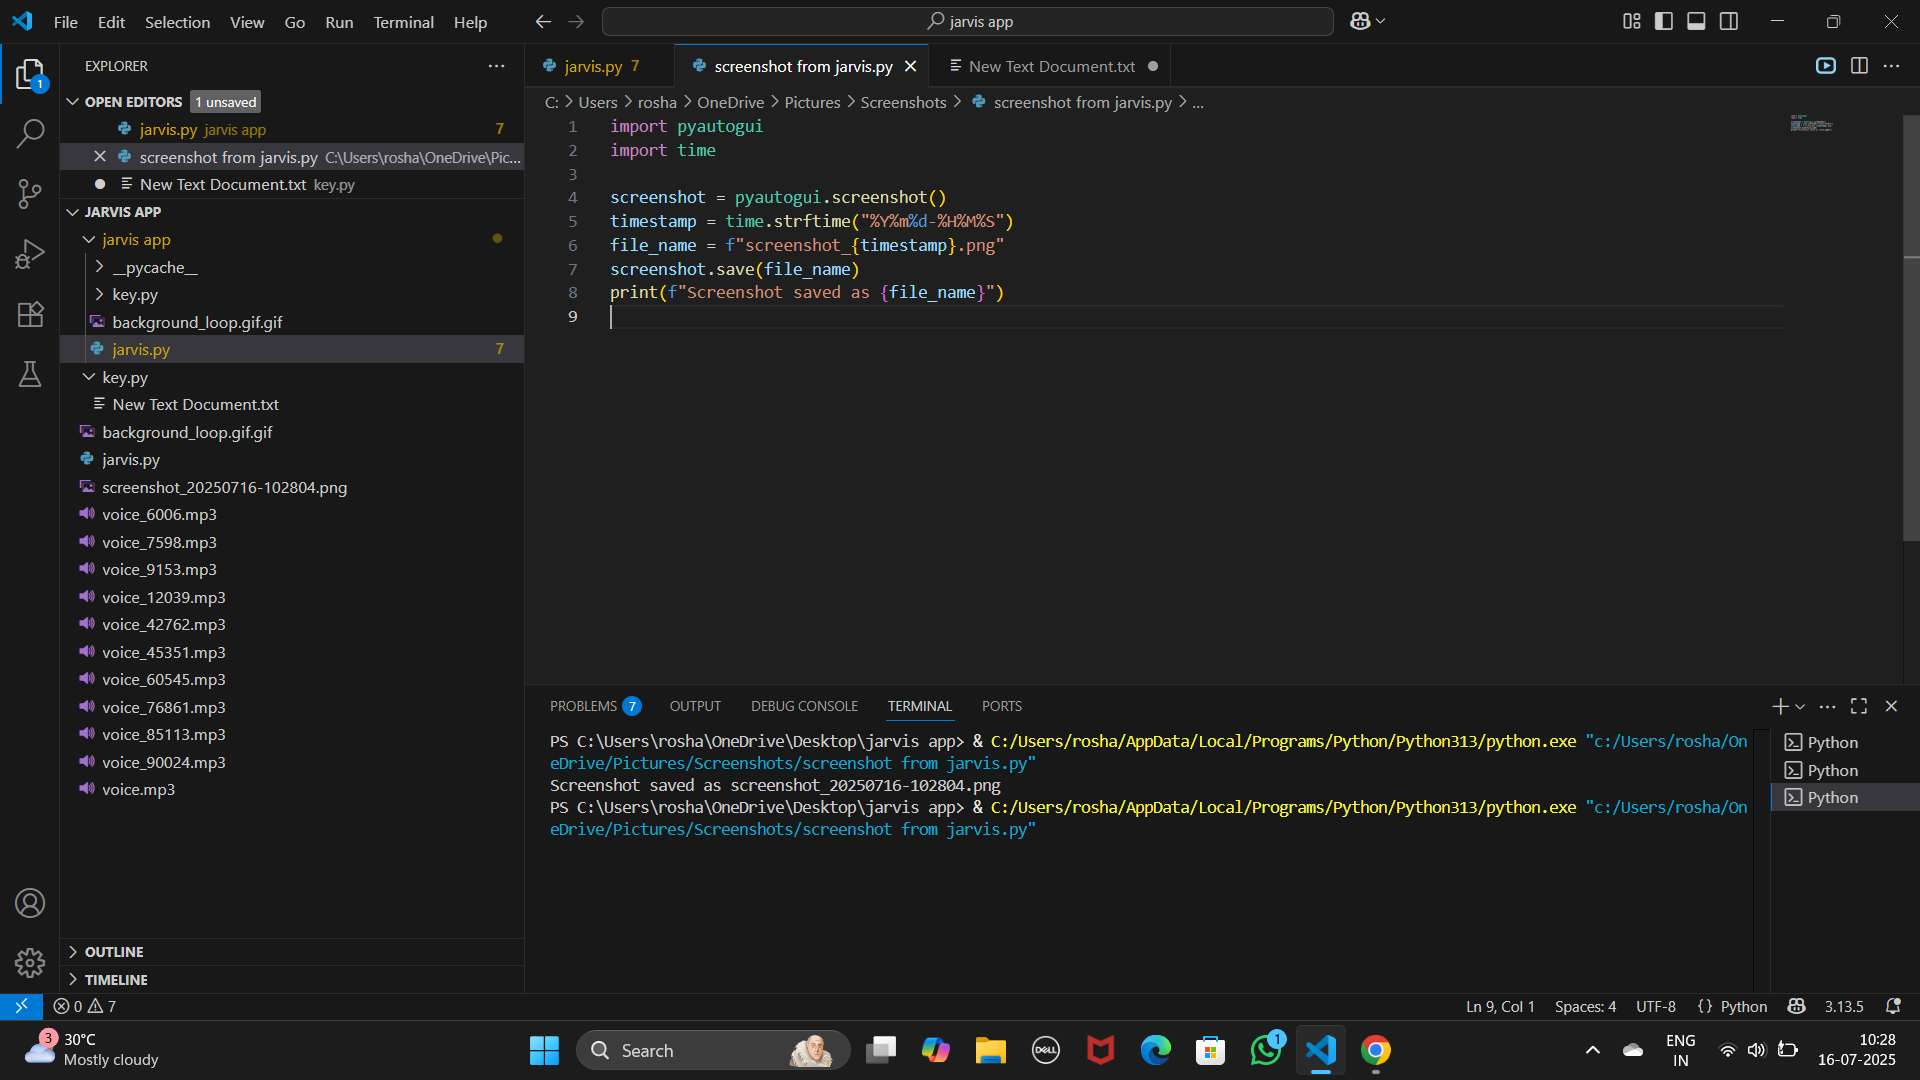 File Edit Selection View Go Run Terminal Help
jarvis app
EXPLORER
1
OPEN EDITORS 1 unsaved
jarvis.py jarvis app 7
screenshot from jarvis.py C:\Users\rosha\OneDrive\Pic...
New Text Document.txt key.py
JARVIS APP
jarvis app
__pycache__
key.py
background_loop.gif.gif
jarvis.py 7
key.py
New Text Document.txt
background_loop.gif.gif
jarvis.py
screenshot_20250716-102804.png
voice_6006.mp3
voice_7598.mp3
voice_9153.mp3
voice_12039.mp3
voice_42762.mp3
voice_45351.mp3
voice_60545.mp3
voice_76861.mp3
voice_85113.mp3
voice_90024.mp3
voice.mp3
OUTLINE
TIMELINE
jarvis.py 7 screenshot from jarvis.py New Text Document.txt
C: > Users > rosha > OneDrive > Pictures > Screenshots > screenshot from jarvis.py > ...
1 import pyautogui
2 import time
3
4 screenshot = pyautogui.screenshot()
5 timestamp = time.strftime("%Y%m%d-%H%M%S")
6 file_name = f"screenshot_{timestamp}.png"
7 screenshot.save(file_name)
8 print(f"Screenshot saved as {file_name}")
9
PROBLEMS 7 OUTPUT DEBUG CONSOLE TERMINAL PORTS
PS C:\Users\rosha\OneDrive\Desktop\jarvis app> & C:/Users/rosha/AppData/Local/Programs/Python/Python313/python.exe "c:/Users/rosha/On
eDrive/Pictures/Screenshots/screenshot from jarvis.py"
Screenshot saved as screenshot_20250716-102804.png
PS C:\Users\rosha\OneDrive\Desktop\jarvis app> & C:/Users/rosha/AppData/Local/Programs/Python/Python313/python.exe "c:/Users/rosha/On
eDrive/Pictures/Screenshots/screenshot from jarvis.py"
Python
Python
Python
0 7
Ln 9, Col 1 Spaces: 4 UTF-8 {} Python 3.13.5
3
30°C
Mostly cloudy
Search
DELL
1
ENG
IN
10:28
16-07-2025